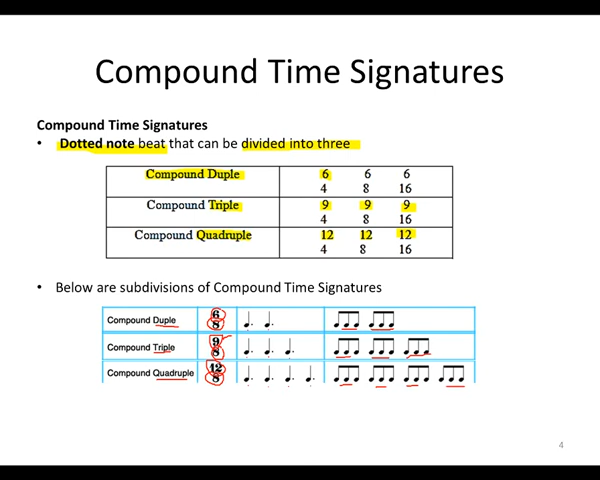 Compound Time Signatures
Compound Time Signatures
• Dotted note beat that can be divided into three
Compound Duple 6 6 6
4 8 16
Compound Triple 9 9 9
4 8 16
Compound Quadruple 12 12 12
4 8 16
• Below are subdivisions of Compound Time Signatures
Compound Duple 6
8
Compound Triple 9
8
Compound Quadruple 12
8
4